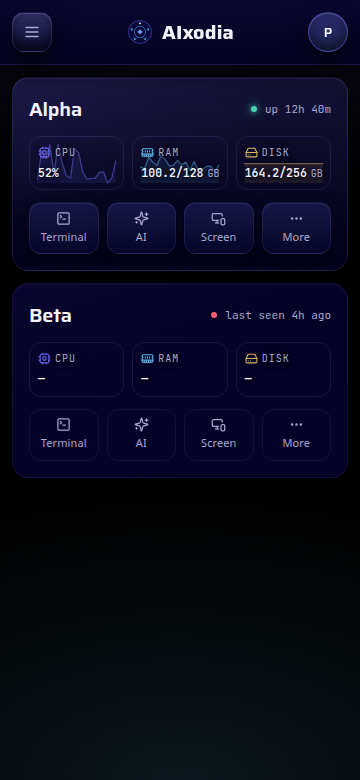 AIxodia
P
Alpha
up 12h 40m
CPU
RAM
DISK
52%
100.2/128 GB
164.2/256 GB
Terminal
AI
Screen
More
Beta
last seen 4h ago
CPU
RAM
DISK
—
—
—
Terminal
AI
Screen
More